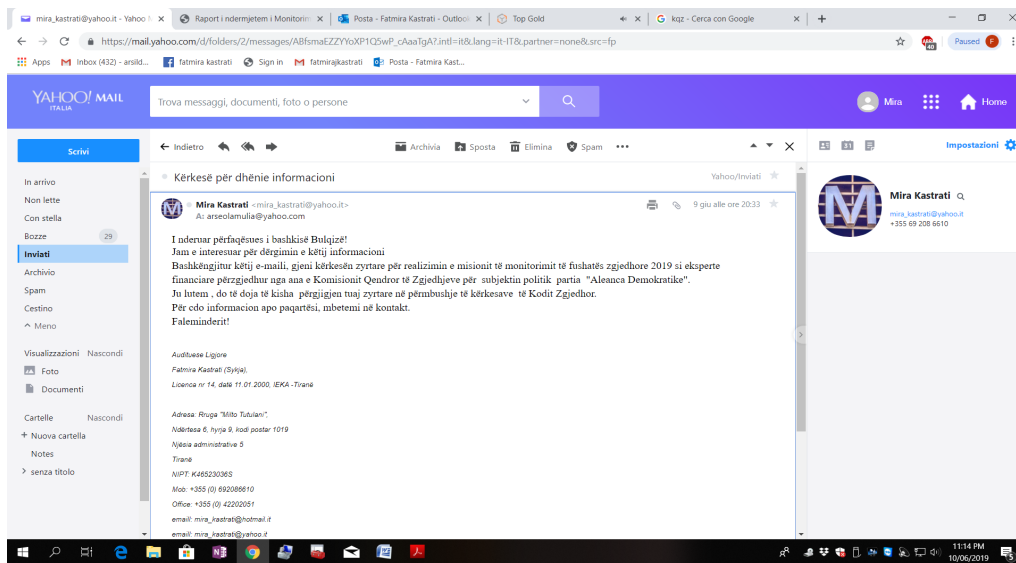 mira_kastrati@yahoo.it - Yahoo M
Raport i ndermjetem i Monitorim
Posta - Fatmira Kastrati - Outlook
Top Gold
kqz - Cerca con Google
https://mail.yahoo.com/d/folders/2/messages/ABfsmaEZZYYoXP1Q5wP_cAaaTgA?.intl=it&.lang=it-IT&.partner=none&.src=fp
40
Paused
F
Apps
Inbox (432) - arsild...
fatmira kastrati
Sign in
fatmirajkastrati
Posta - Fatmira Kast...
YAHOO! MAIL
ITALIA
Trova messaggi, documenti, foto o persone
Mira
Home
Scrivi
Indietro
Archivia
Sposta
Elimina
Spam
31
Impostazioni
In arrivo
Non lette
Con stella
Bozze 29
Inviati
Archivio
Spam
Cestino
Meno
Visualizzazioni Nascondi
Foto
Documenti
Cartelle Nascondi
+ Nuova cartella
Notes
> senza titolo
Kërkesë për dhënie informacioni
Yahoo/Inviati
Mira Kastrati <mira_kastrati@yahoo.it>
A: arseolamulia@yahoo.com
9 giu alle ore 20:33
I nderuar përfaqësues i bashkisë Bulqizë!
Jam e interesuar për dërgimin e këtij informacioni
Bashkëngjitur këtij e-maili, gjeni kërkesën zyrtare për realizimin e misionit të monitorimit të fushatës zgjedhore 2019 si eksperte
financiare përzgjedhur nga ana e Komisionit Qendror të Zgjedhjeve për subjektin politik partia "Aleanca Demokratike".
Ju lutem , do të doja të kisha përgjigjen tuaj zyrtare në përmbushje të kërkesave të Kodit Zgjedhor.
Për cdo informacion apo paqartësi, mbetemi në kontakt.
Faleminderit!
Audituese Ligjore
Fatmira Kastrati (Sykja),
Licenca nr 14, datë 11.01.2000, IEKA -Tiranë
Adresa: Rruga "Milto Tutulani",
Ndërtesa 6, hyrja 9, kodi postar 1019
Njësia administrative 5
Tiranë
NIPT: K46523036S
Mob: +355 (0) 692086610
Office: +355 (0) 42202051
emaill: mira_kastrati@hotmail.it
emaill: mira_kastrati@yahoo.it
Mira Kastrati
mira_kastrati@yahoo.it
+355 69 208 6610
11:14 PM
10/06/2019
5